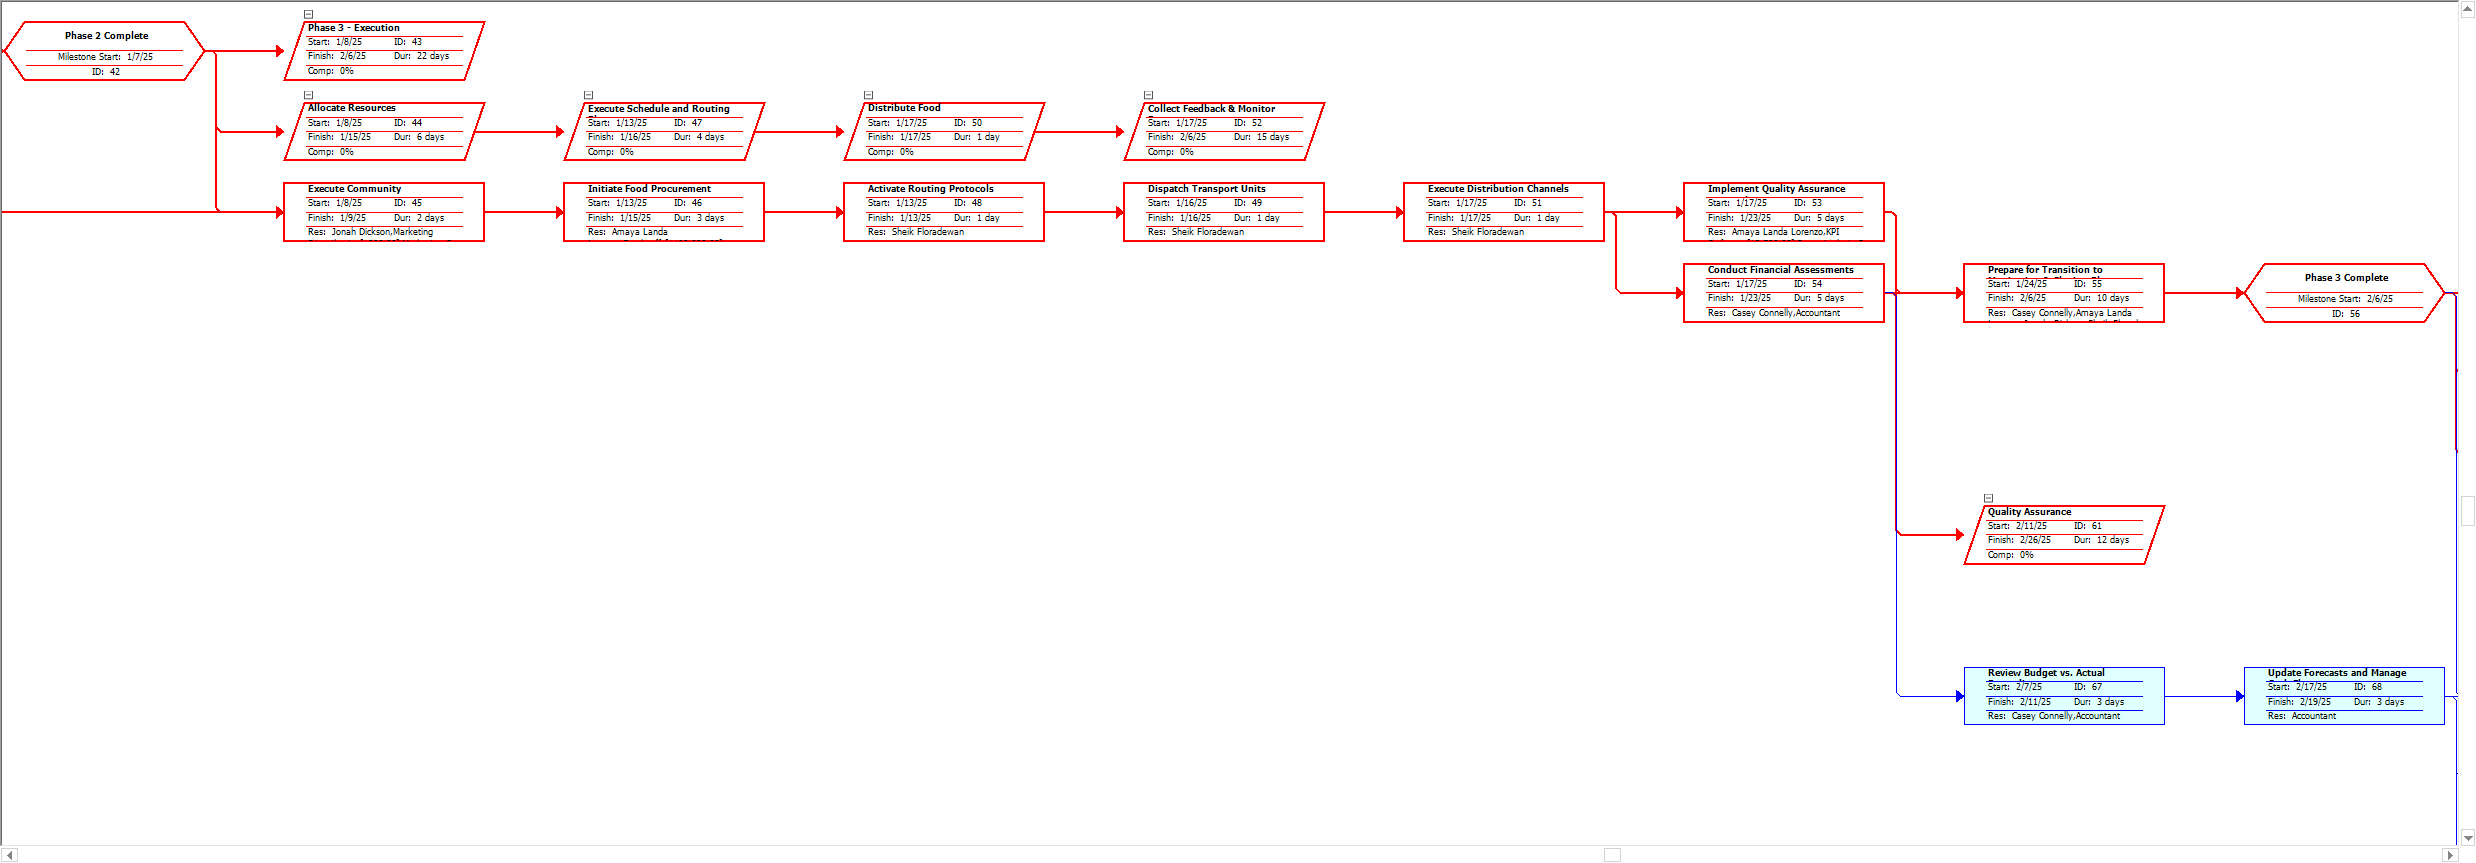 Phase 2 Complete
Milestone Start: 1/7/25
ID: 42
Phase 3 - Execution
Start: 1/8/25 ID: 43
Finish: 2/6/25 Dur: 22 days
Comp: 0%
Allocate Resources
Start: 1/8/25 ID: 44
Finish: 1/15/25 Dur: 6 days
Comp: 0%
Execute Schedule and Routing
Start: 1/13/25 ID: 47
Finish: 1/16/25 Dur: 4 days
Comp: 0%
Distribute Food
Start: 1/17/25 ID: 50
Finish: 1/17/25 Dur: 1 day
Comp: 0%
Collect Feedback & Monitor
Start: 1/17/25 ID: 52
Finish: 2/6/25 Dur: 15 days
Comp: 0%
Execute Community
Start: 1/8/25 ID: 45
Finish: 1/9/25 Dur: 2 days
Res: Jonah Dickson,Marketing
Initiate Food Procurement
Start: 1/13/25 ID: 46
Finish: 1/15/25 Dur: 3 days
Res: Amaya Landa
Activate Routing Protocols
Start: 1/13/25 ID: 48
Finish: 1/13/25 Dur: 1 day
Res: Sheik Floradewan
Dispatch Transport Units
Start: 1/16/25 ID: 49
Finish: 1/16/25 Dur: 1 day
Res: Sheik Floradewan
Execute Distribution Channels
Start: 1/17/25 ID: 51
Finish: 1/17/25 Dur: 1 day
Res: Sheik Floradewan
Implement Quality Assurance
Start: 1/17/25 ID: 53
Finish: 1/23/25 Dur: 5 days
Res: Amaya Landa Lorenzo,KPI
Conduct Financial Assessments
Start: 1/17/25 ID: 54
Finish: 1/23/25 Dur: 5 days
Res: Casey Connelly,Accountant
Prepare for Transition to
Start: 1/24/25 ID: 55
Finish: 2/6/25 Dur: 10 days
Res: Casey Connelly,Amaya Landa
Phase 3 Complete
Milestone Start: 2/6/25
ID: 56
Quality Assurance
Start: 2/11/25 ID: 61
Finish: 2/26/25 Dur: 12 days
Comp: 0%
Review Budget vs. Actual
Start: 2/7/25 ID: 67
Finish: 2/11/25 Dur: 3 days
Res: Casey Connelly,Accountant
Update Forecasts and Manage
Start: 2/17/25 ID: 68
Finish: 2/19/25 Dur: 3 days
Res: Accountant